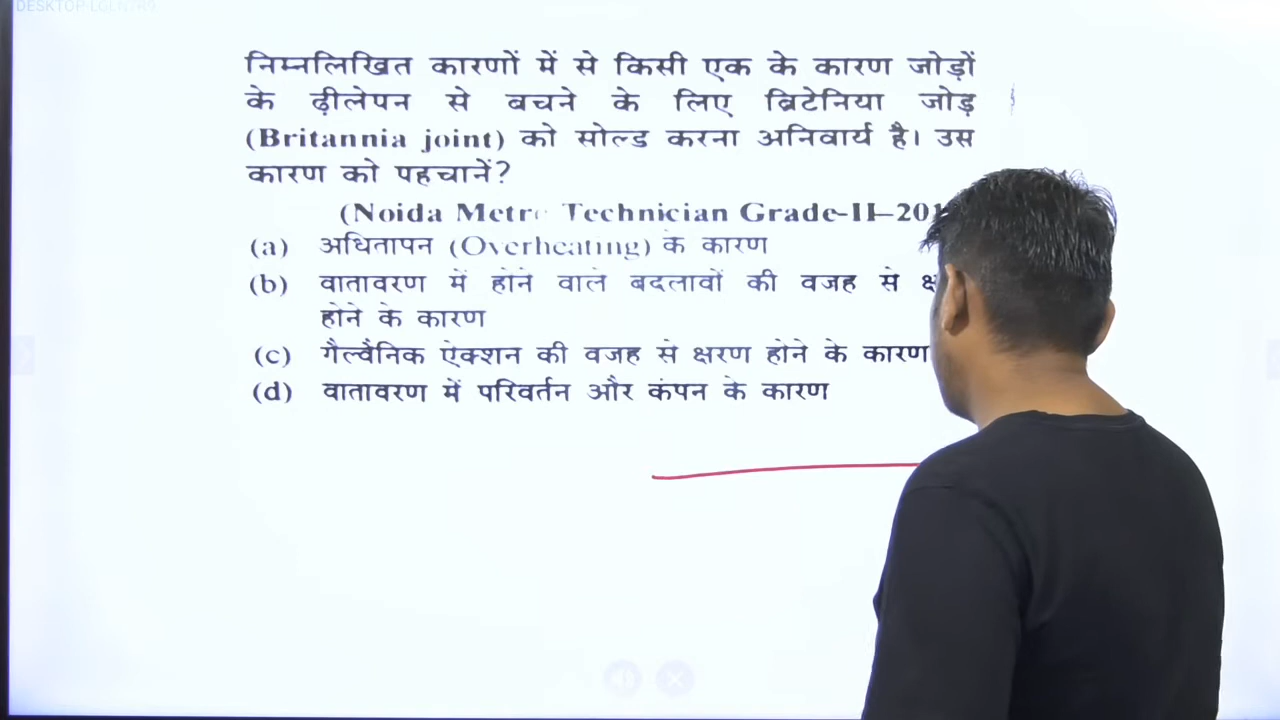 निम्नलिखित कारणों में से किसी एक के कारण जोड़ों
के ढ़ीलेपन से बचने के लिए ब्रिटेनिया जोड़
(Britannia joint) को सोल्ड करना अनिवार्य है। उस
कारण को पहचानें?
(Noida Metro Technician Grade-II–201
(a) अधितापन (Overheating) के कारण
(b) वातावरण में होने वाले बदलावों की वजह से
होने के कारण
(c) गैल्वैनिक ऐक्शन की वजह से क्षरण होने के कारण
(d) वातावरण में परिवर्तन और कंपन के कारण